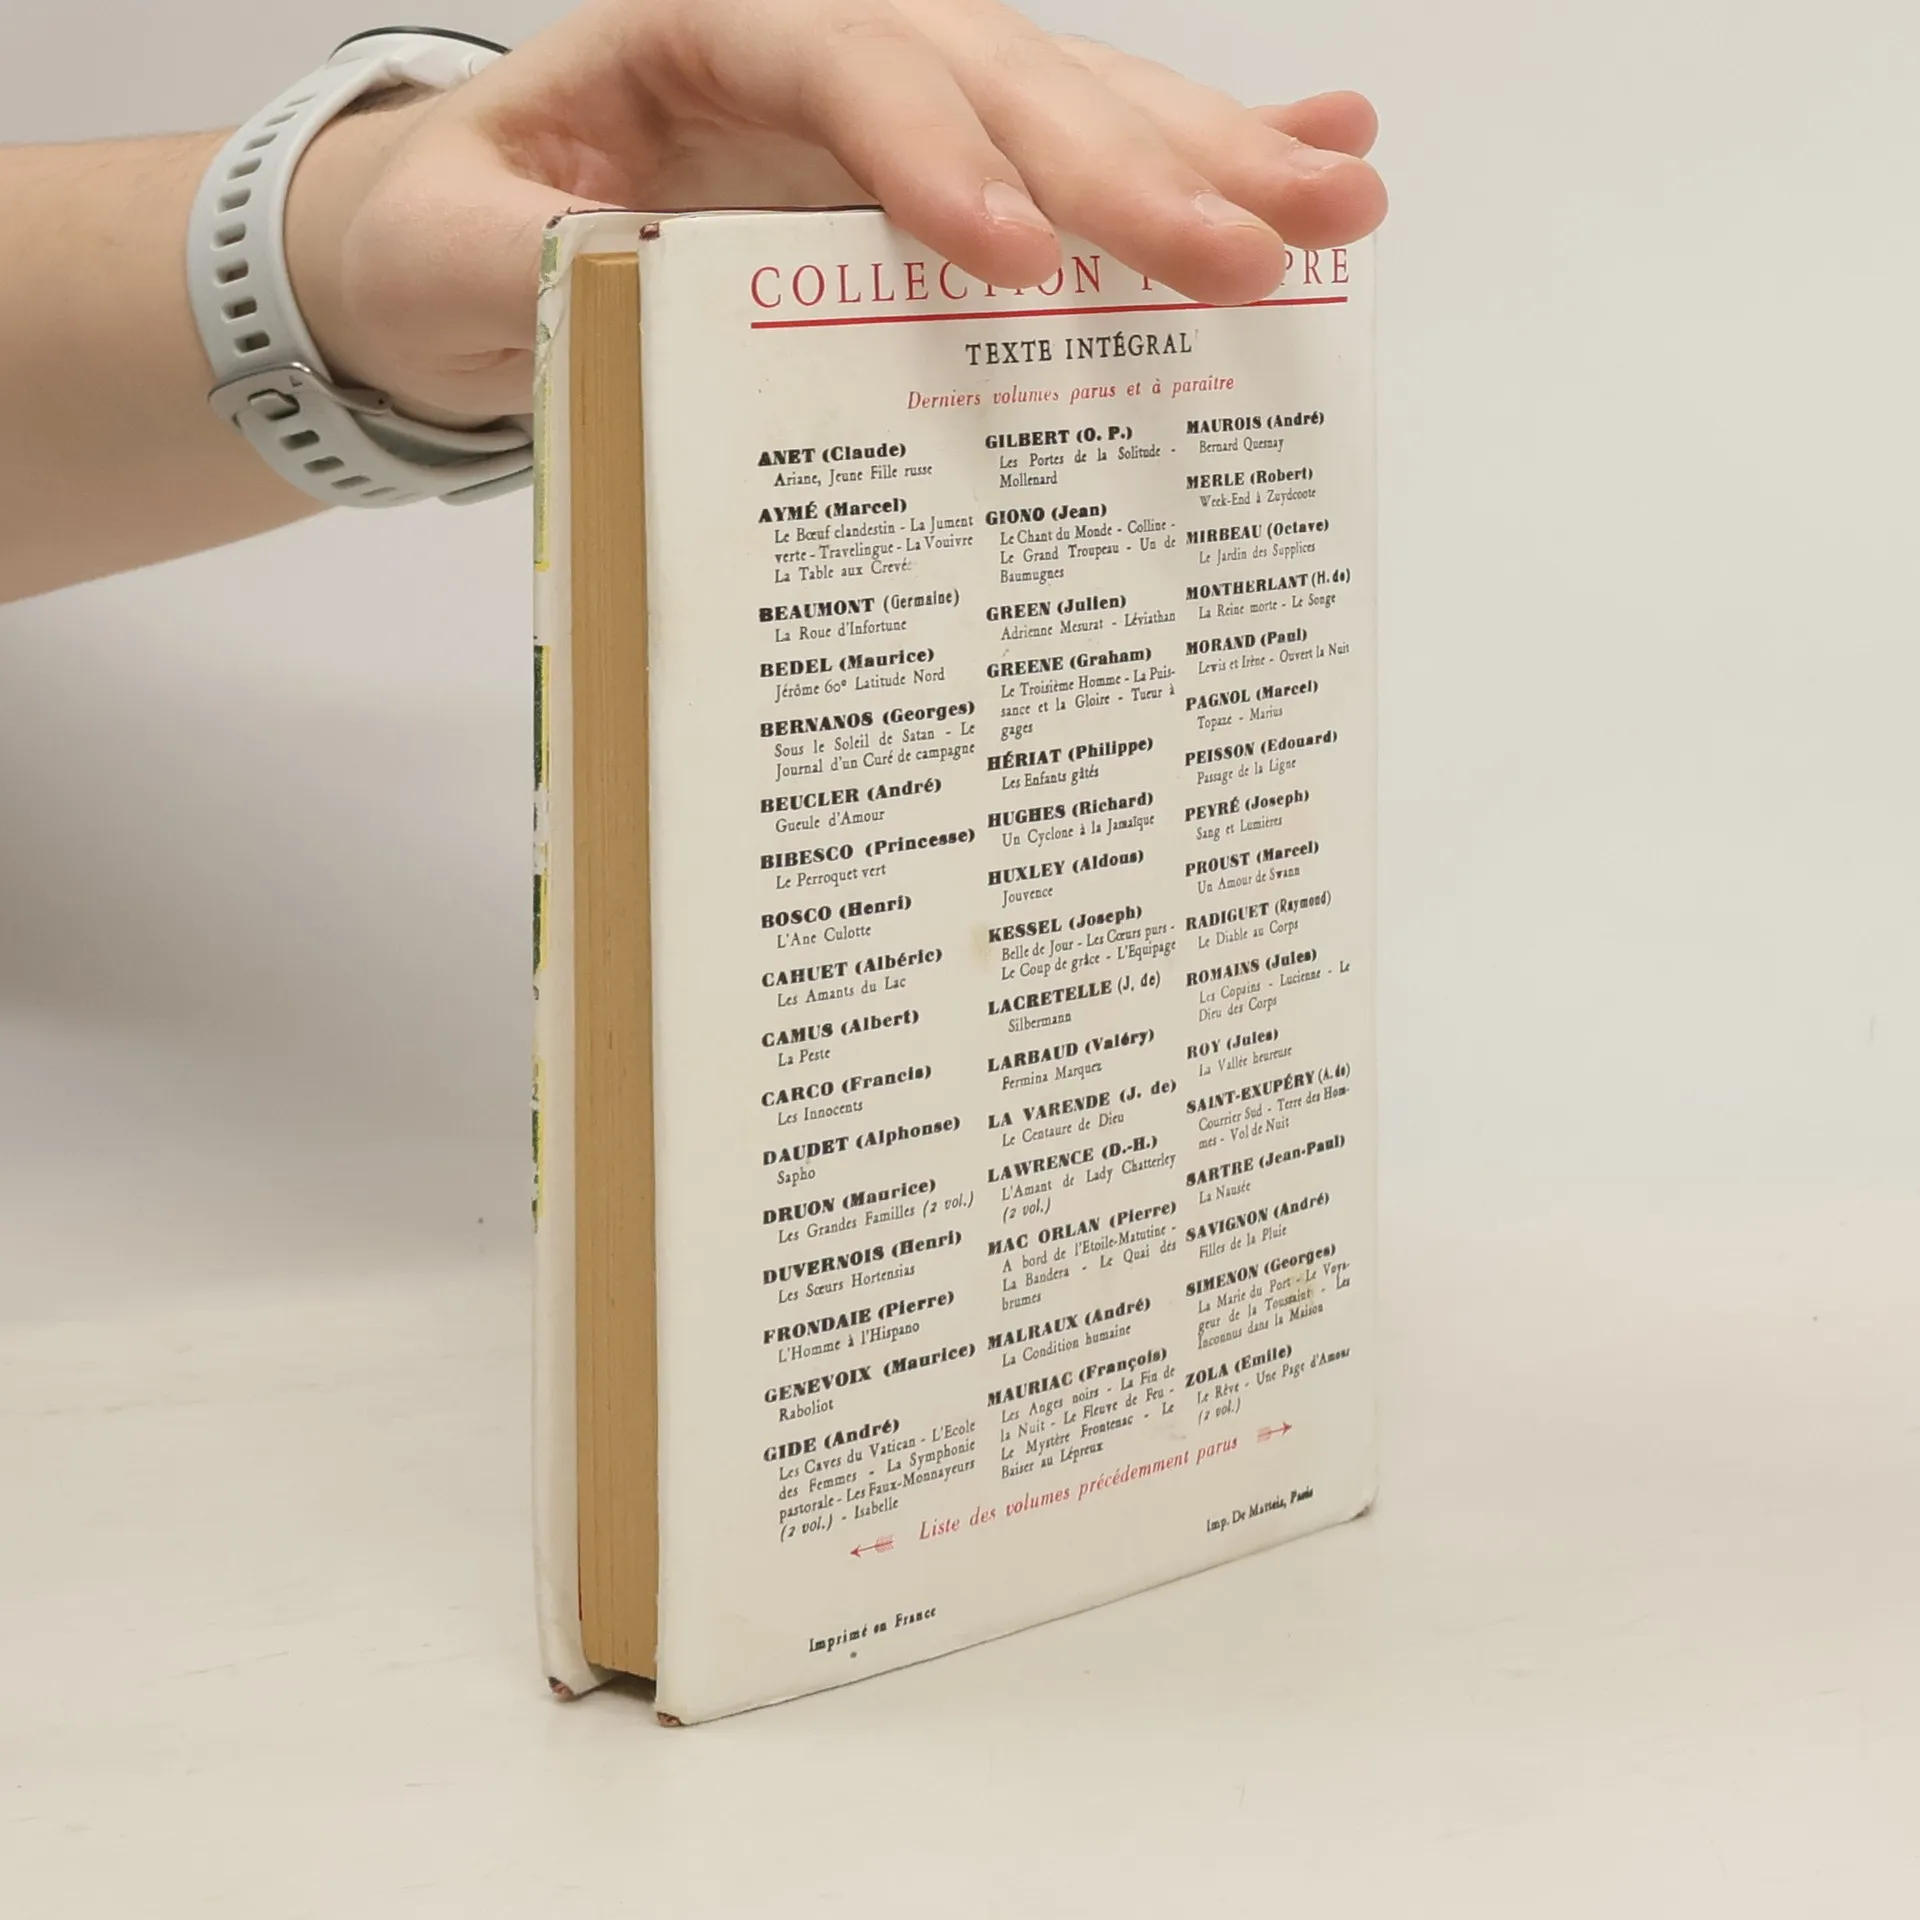 COLLECTION
TEXTE INTÉGRAL
Derniers volumes parus et à paraître
ANET (Claude)
Ariane, Jeune Fille russe
AYMÉ (Marcel)
Le Bœuf clandestin - La Jument
verte - Travelingue - La Vouivre
La Table aux Crevés
BEAUMONT (Germaine)
La Roue d'Infortune
BEDEL (Maurice)
Jérôme 60° Latitude Nord
BERNANOS (Georges)
Sous le Soleil de Satan - Le
Journal d'un Curé de campagne
BEUCLER (André)
Gueule d'Amour
BIBESCO (Princesse)
Le Perroquet vert
BOSCO (Henri)
L'Ane Culotte
CAHUET (Albéric)
Les Amants du Lac
CAMUS (Albert)
La Peste
CARCO (Francis)
Les Innocents
DAUDET (Alphonse)
Sapho
DRUON (Maurice)
Les Grandes Familles (2 vol.)
DUVERNOIS (Henri)
Les Sœurs Hortensias
FRONDAIE (Pierre)
L'Homme à l'Hispano
GENEVOIX (Maurice)
Raboliot
GIDE (André)
Les Caves du Vatican - L'Ecole
des Femmes - La Symphonie
pastorale - Les Faux-Monnayeurs
(2 vol.) - Isabelle
GILBERT (O. P.)
Les Portes de la Solitude -
Mollenard
GIONO (Jean)
Le Chant du Monde - Colline -
Le Grand Troupeau - Un de
Baumugnes
GREEN (Julien)
Adrienne Mesurat - Léviathan
GREENE (Graham)
Le Troisième Homme - La Puis-
sance et la Gloire - Tueur à
gages
HÉRIAT (Philippe)
Les Enfants gâtés
HUGHES (Richard)
Un Cyclone à la Jamaïque
HUXLEY (Aldous)
Jouvence
KESSEL (Joseph)
Belle de Jour - Les Cœurs purs -
Le Coup de grâce - L'Equipage
LACRETELLE (J. de)
Silbermann
LARBAUD (Valéry)
Fermina Marquez
LA VARENDE (J. de)
Le Centaure de Dieu
LAWRENCE (D.-H.)
L'Amant de Lady Chatterley
(2 vol.)
MAC ORLAN (Pierre)
A bord de l'Etoile-Matutine -
La Bandera - Le Quai des
brumes
MALRAUX (André)
La Condition humaine
MAURIAC (François)
Les Anges noirs - La Fin de
la Nuit - Le Fleuve de Feu -
Le Mystère Frontenac - Le
Baiser au Lépreux
MAUROIS (André)
Bernard Quesnay
MERLE (Robert)
Week-End à Zuydcoote
MIRBEAU (Octave)
Le Jardin des Supplices
MONTHERLANT (H. de)
La Reine morte - Le Songe
MORAND (Paul)
Lewis et Irène - Ouvert la Nuit
PAGNOL (Marcel)
Topaze - Marius
PEISSON (Edouard)
Passage de la Ligne
PEYRÉ (Joseph)
Sang et Lumières
PROUST (Marcel)
Un Amour de Swann
RADIGUET (Raymond)
Le Diable au Corps
ROMAINS (Jules)
Les Copains - Lucienne - Le
Dieu des Corps
ROY (Jules)
La Vallée heureuse
SAINT-EXUPÉRY (A. de)
Courrier Sud - Terre des Hom-
mes - Vol de Nuit
SARTRE (Jean-Paul)
La Nausée
SAVIGNON (André)
Filles de la Pluie
SIMENON (Georges)
La Marie du Port - Le Voya-
geur de la Toussaint - Les
Inconnus dans la Maison
ZOLA (Emile)
Le Rêve - Une Page d'Amour
(2 vol.)
Liste des volumes précédemment parus
Imp. De Matteis, Paris
Imprimé en France